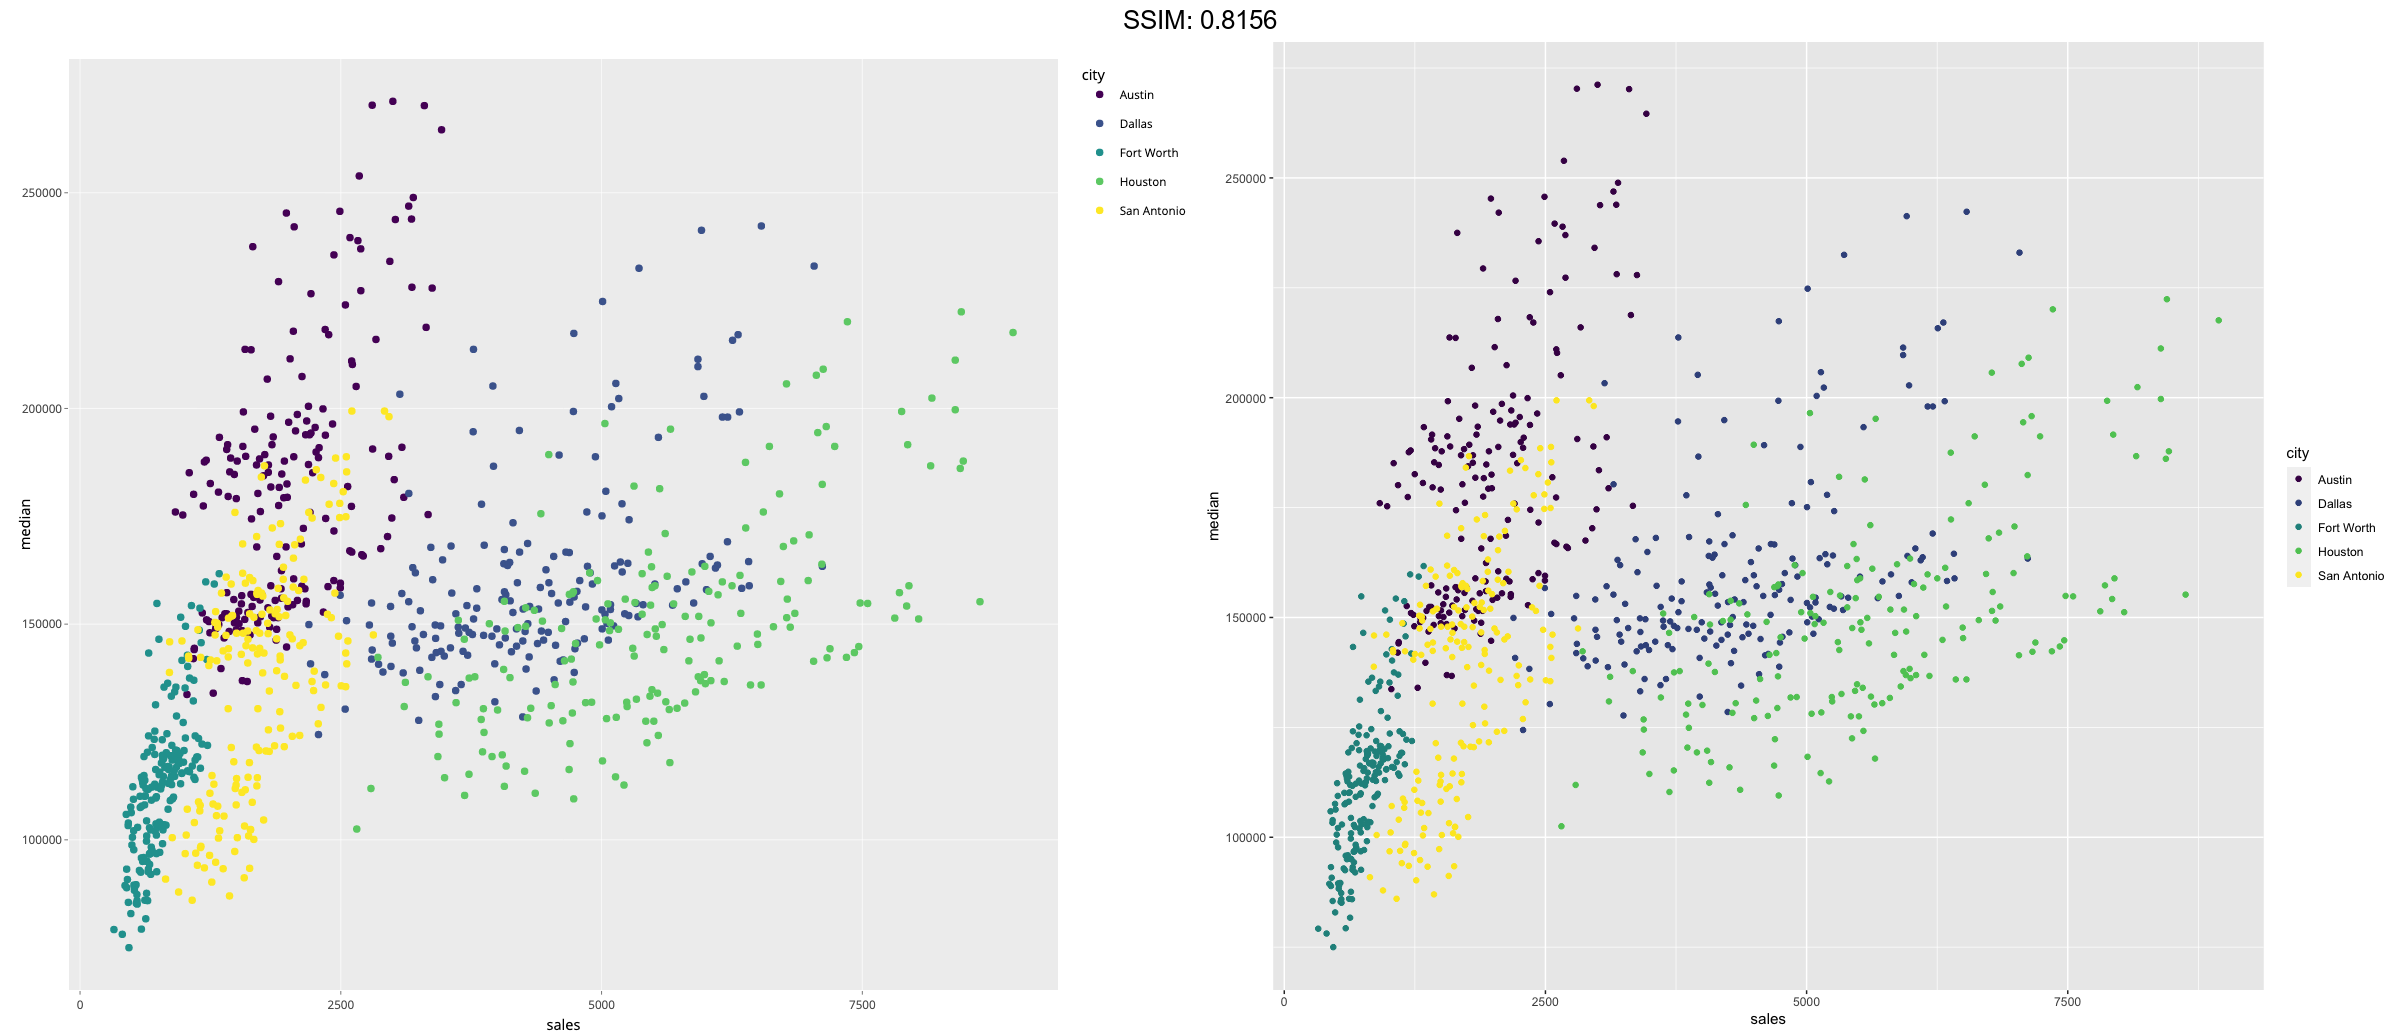 SSIM: 0.8156
median
250000
200000
150000
100000
0
2500
5000
7500
sales
city
Austin
Dallas
Fort Worth
Houston
San Antonio
median
250000
200000
150000
100000
0
2500
5000
7500
sales
city
Austin
Dallas
Fort Worth
Houston
San Antonio